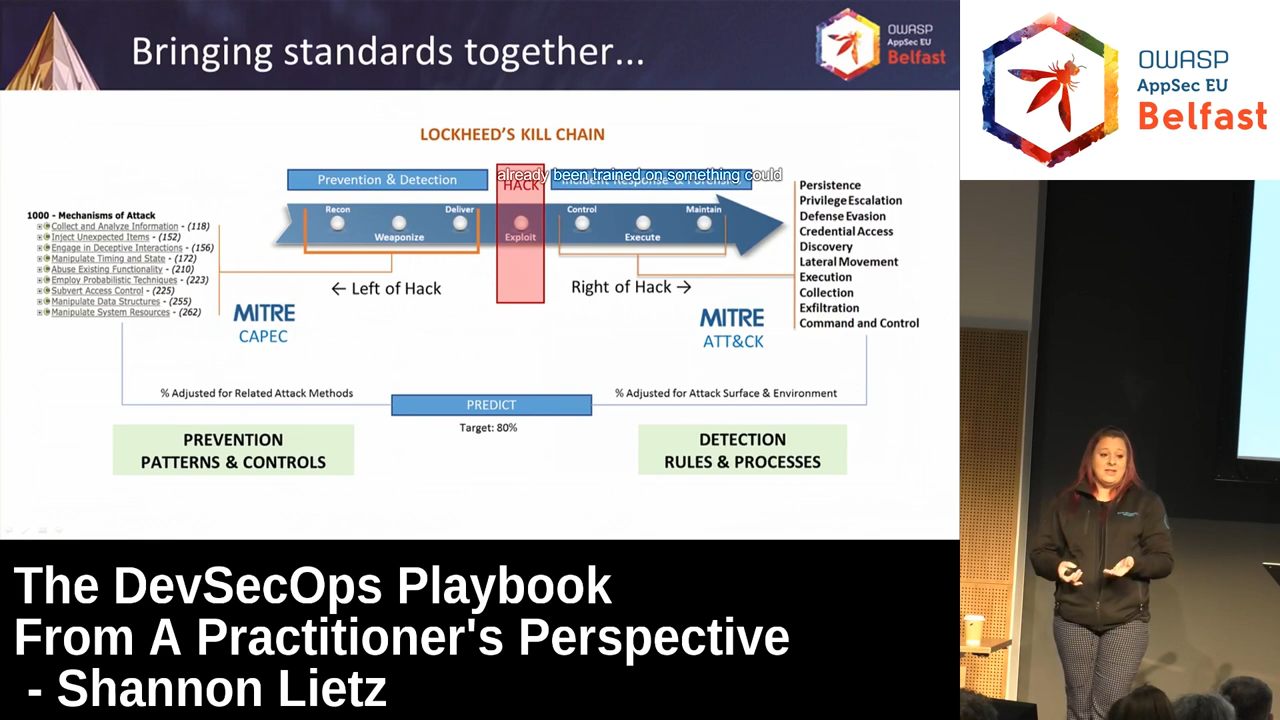 Bringing standards together...
OWASP
AppSec EU
Belfast
OWASP
AppSec EU
Belfast
LOCKHEED'S KILL CHAIN
already been trained on something could
Prevention & Detection
HACK
Incident Response & Forensics
Recon
Deliver
Control
Maintain
Weaponize
Exploit
Execute
← Left of Hack
Right of Hack →
1000 - Mechanisms of Attack
Collect and Analyze Information - (118)
Inject Unexpected Items - (152)
Engage in Deceptive Interactions - (156)
Manipulate Timing and State - (172)
Abuse Existing Functionality - (210)
Employ Probabilistic Techniques - (223)
Subvert Access Control - (225)
Manipulate Data Structures - (255)
Manipulate System Resources - (262)
MITRE
CAPEC
Persistence
Privilege Escalation
Defense Evasion
Credential Access
Discovery
Lateral Movement
Execution
Collection
Exfiltration
Command and Control
MITRE
ATT&CK
% Adjusted for Related Attack Methods
PREDICT
% Adjusted for Attack Surface & Environment
Target: 80%
PREVENTION
PATTERNS & CONTROLS
DETECTION
RULES & PROCESSES
The DevSecOps Playbook
From A Practitioner's Perspective
- Shannon Lietz